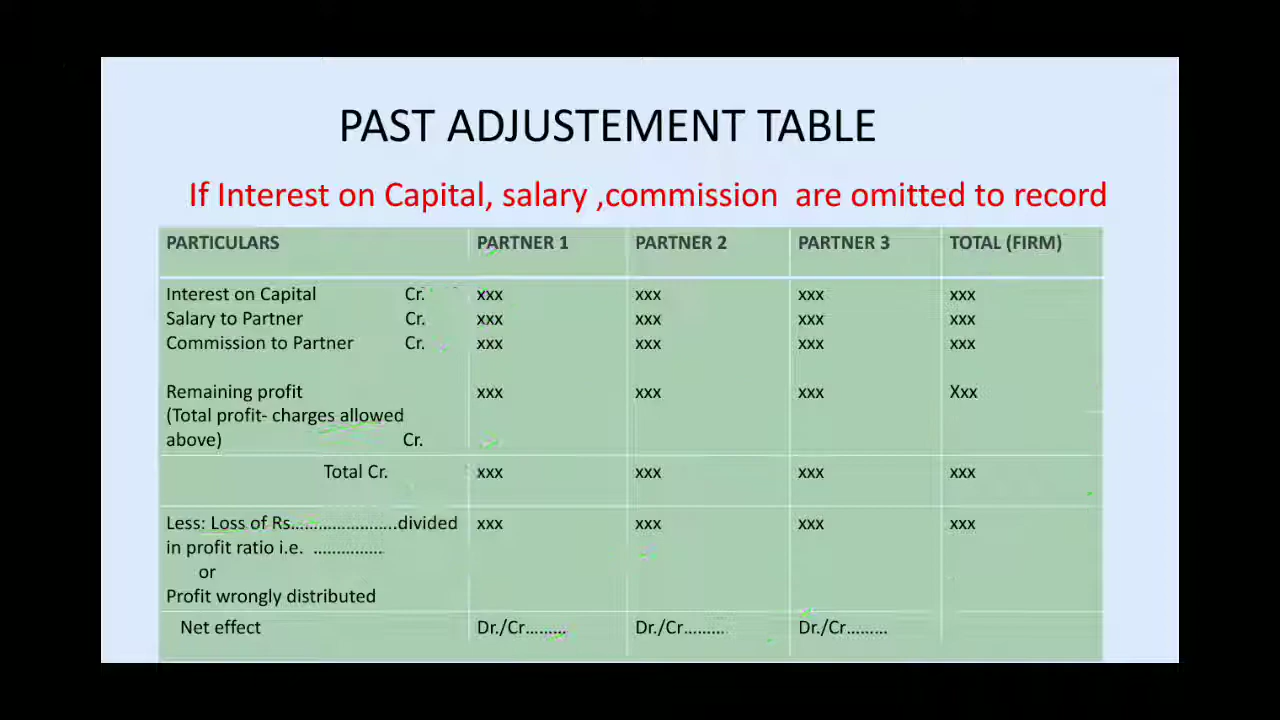 PAST ADJUSTEMENT TABLE
If Interest on Capital, salary ,commission are omitted to record
PARTICULARS PARTNER 1 PARTNER 2 PARTNER 3 TOTAL (FIRM)
Interest on Capital Cr. xxx xxx xxx xxx
Salary to Partner Cr. xxx xxx xxx xxx
Commission to Partner Cr. xxx xxx xxx xxx
Remaining profit xxx xxx xxx Xxx
(Total profit- charges allowed
above) Cr.
Total Cr. xxx xxx xxx xxx
Less: Loss of Rs…………………..divided xxx xxx xxx xxx
in profit ratio i.e. ……………
or
Profit wrongly distributed
Net effect Dr./Cr……… Dr./Cr……… Dr./Cr………